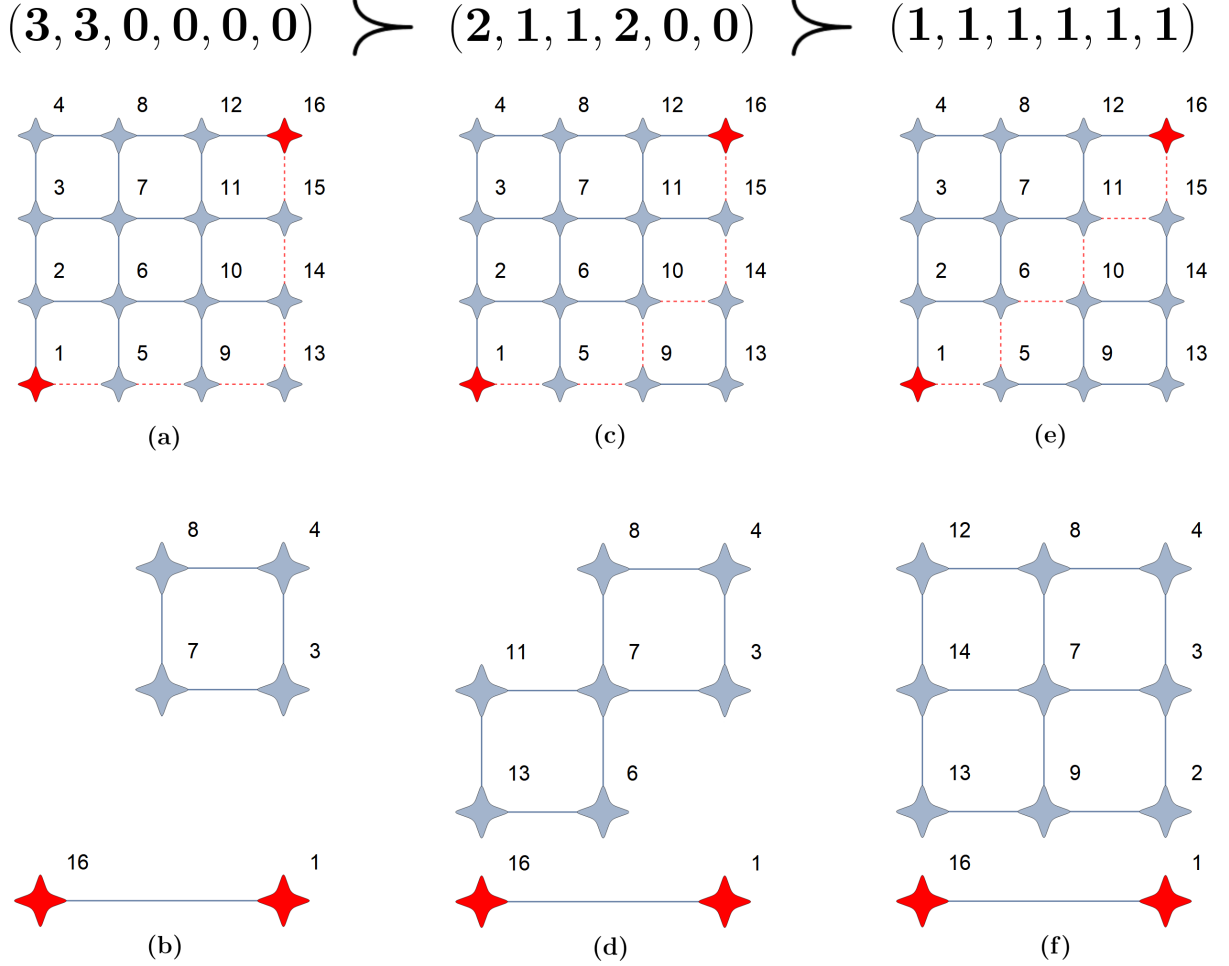 (3, 3, 0, 0, 0, 0) ≻ (2, 1, 1, 2, 0, 0) ≻ (1, 1, 1, 1, 1, 1)
4 8 12 16 4 8 12 16 4 8 12 16
3 7 11 15 3 7 11 15 3 7 11 15
2 6 10 14 2 6 10 14 2 6 10 14
1 5 9 13 1 5 9 13 1 5 9 13
(a) (c) (e)
8 4 8 4 12 8 4
7 3 11 7 3 14 7 3
13 6 13 9 2
16 1 16 1 16 1
(b) (d) (f)